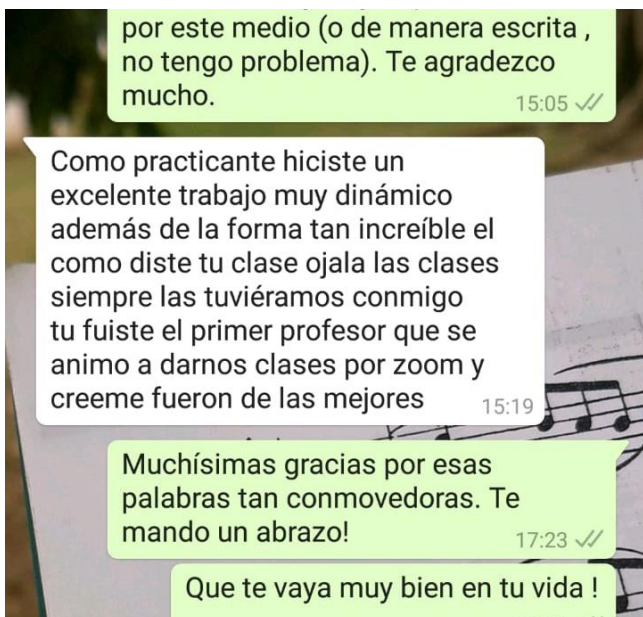 por este medio (o de manera escrita ,
no tengo problema). Te agradezco
mucho.
15:05
Como practicante hiciste un
excelente trabajo muy dinámico
además de la forma tan increíble el
como diste tu clase ojala las clases
siempre las tuviéramos conmigo
tu fuiste el primer profesor que se
animo a darnos clases por zoom y
creeme fueron de las mejores
15:19
Muchísimas gracias por esas
palabras tan conmovedoras. Te
mando un abrazo!
17:23
Que te vaya muy bien en tu vida !